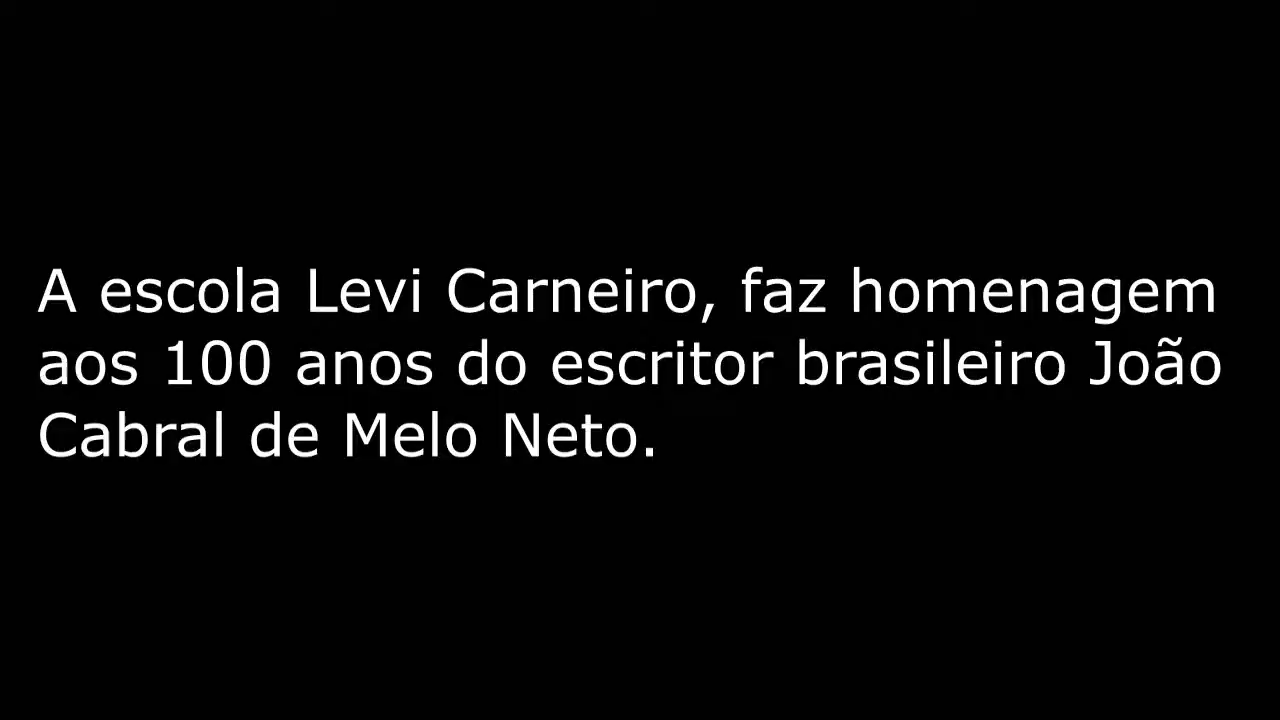 A escola Levi Carneiro, faz homenagem
aos 100 anos do escritor brasileiro João
Cabral de Melo Neto.